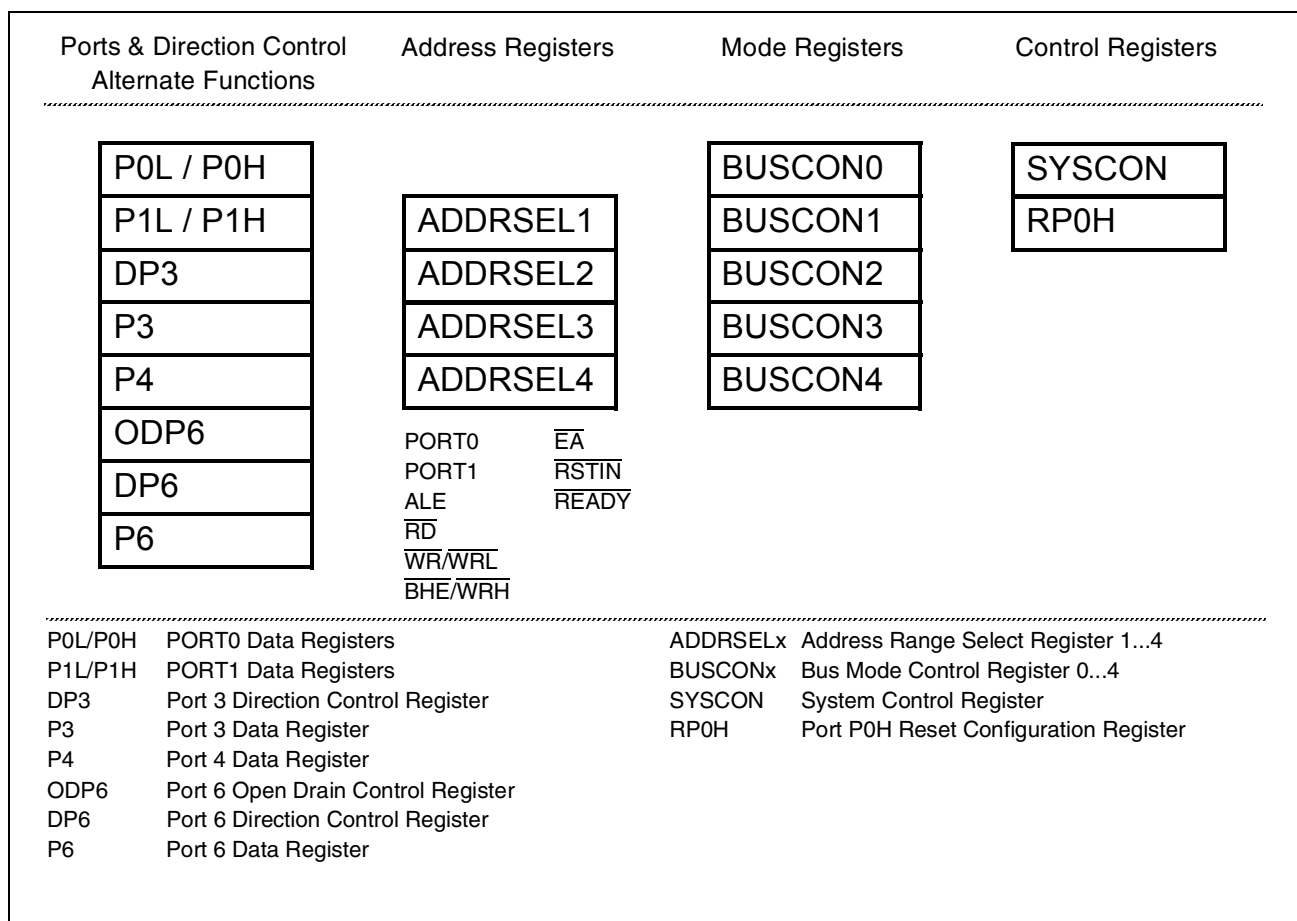 Ports & Direction Control
Alternate Functions
Address Registers
Mode Registers
Control Registers
P0L / P0H
P1L / P1H
DP3
P3
P4
ODP6
DP6
P6
ADDRSEL1
ADDRSEL2
ADDRSEL3
ADDRSEL4
PORT0
PORT1
ALE
RD
WR/WRL
BHE/WRH
EA
RSTIN
READY
BUSCON0
BUSCON1
BUSCON2
BUSCON3
BUSCON4
SYSCON
RP0H
P0L/P0H PORT0 Data Registers
P1L/P1H PORT1 Data Registers
DP3 Port 3 Direction Control Register
P3 Port 3 Data Register
P4 Port 4 Data Register
ODP6 Port 6 Open Drain Control Register
DP6 Port 6 Direction Control Register
P6 Port 6 Data Register
ADDRSELx Address Range Select Register 1...4
BUSCONx Bus Mode Control Register 0...4
SYSCON System Control Register
RP0H Port P0H Reset Configuration Register